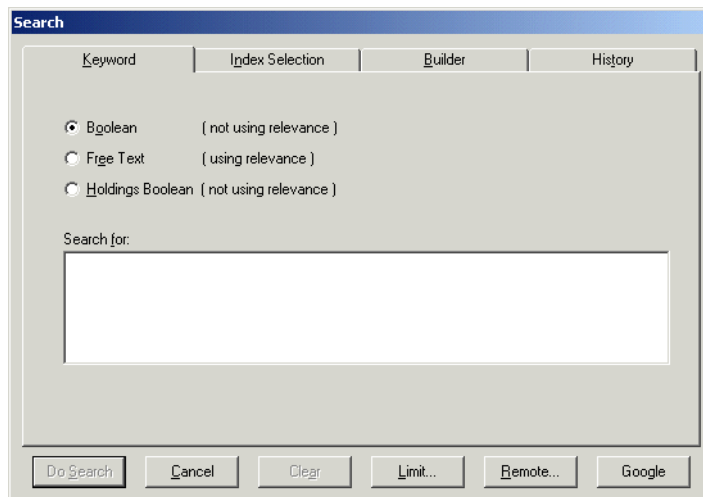 Search
Keyword Index Selection Builder History
Boolean ( not using relevance )
Free Text ( using relevance )
Holdings Boolean ( not using relevance )
Search for:
Do Search Cancel Clear Limit... Remote... Google